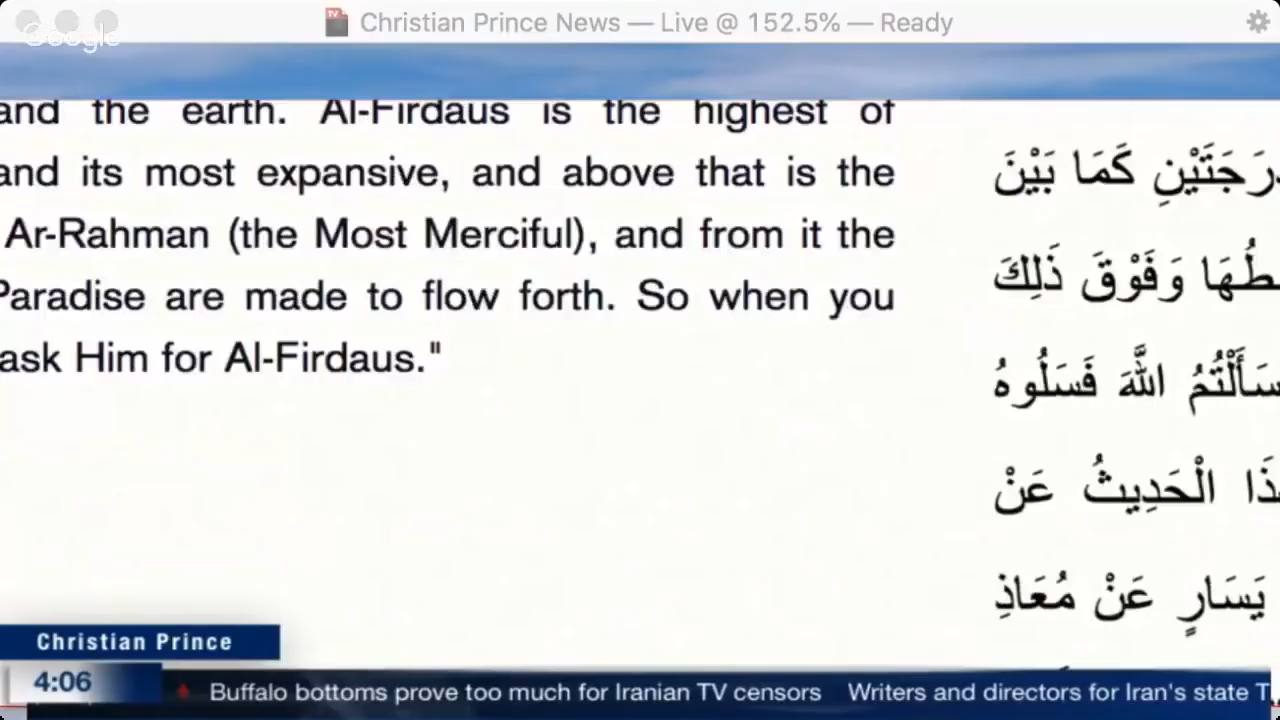 Christian Prince News — Live @ 152.5% — Ready
Google
and the earth. Al-Firdaus is the highest of
and its most expansive, and above that is the
Ar-Rahman (the Most Merciful), and from it the
Paradise are made to flow forth. So when you
ask Him for Al-Firdaus."
دَرَجَتَيْنِ كَمَا بَيْنَ
وَفَوْقَ ذَلِكَ
سَأَلْتُمُ اللَّهَ فَسَلُوهُ
الْحَدِيثُ عَنْ
يَسَارٍ عَنْ مُعَاذِ
Christian Prince
4:06
Buffalo bottoms prove too much for Iranian TV censors Writers and directors for Iran's state T